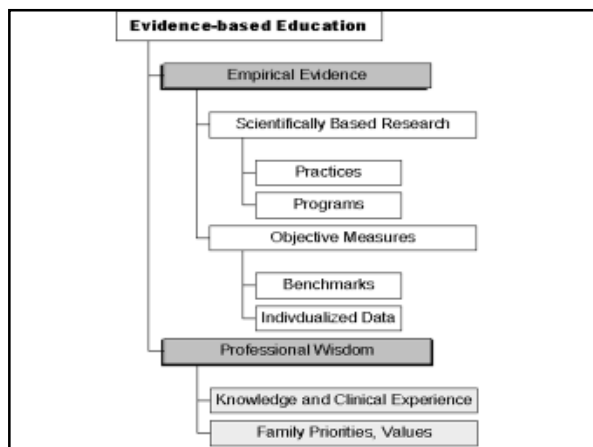 Evidence-based Education
Empirical Evidence
Scientifically Based Research
Practices
Programs
Objective Measures
Benchmarks
Indivdualized Data
Professional Wisdom
Knowledge and Clinical Experience
Family Priorities, Values